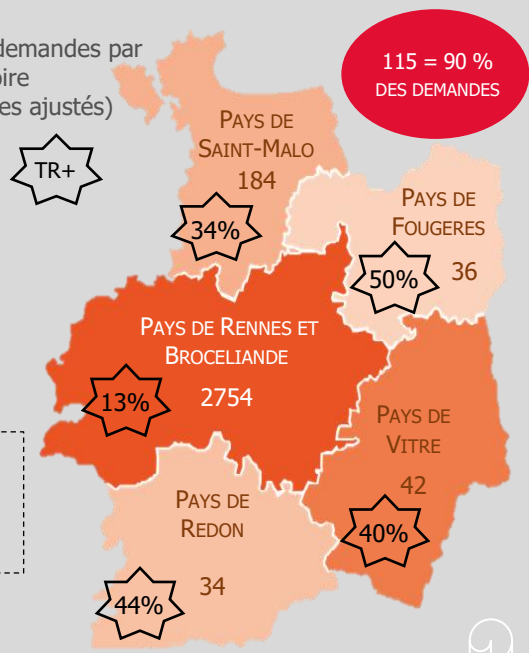 demandes par
oire
es ajustés)
TR+
115 = 90 %
DES DEMANDES
PAYS DE
SAINT-MALO
184
34%
PAYS DE
FOUGERES
36
50%
PAYS DE RENNES ET
BROCELIANDE
2754
13%
PAYS DE
VITRE
42
40%
PAYS DE
REDON
34
44%